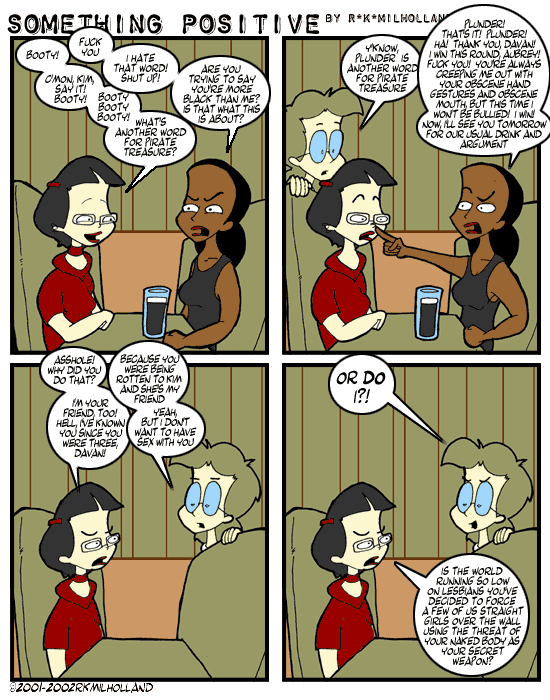 SOMETHING POSITIVE BY R*K*MILHOLLAN
BOOTY!
FUCK
YOU
C'MON, KIM,
SAY IT!
BOOTY!
I HATE
THAT WORD!
SHUT UP!
BOOTY
BOOTY
BOOTY!
WHAT'S
ANOTHER WORD
FOR PIRATE
TREASURE?
ARE YOU
TRYING TO SAY
YOU'RE MORE
BLACK THAN ME?
IS THAT WHAT THIS
IS ABOUT?
Y'KNOW,
PLUNDER IS
ANOTHER WORD
FOR PIRATE
TREASURE
PLUNDER!
THAT'S IT! PLUNDER!
HA! THANK YOU, DAVAN!
I WIN THIS ROUND, AUBREY!
FUCK YOU! YOU'RE ALWAYS
CREEPING ME OUT WITH
YOUR OBSCENE HAND
GESTURES AND OBSCENE
MOUTH, BUT THIS TIME I
WON'T BE BULLIED! I WIN!
NOW, I'LL SEE YOU TOMORROW
FOR OUR USUAL DRINK AND
ARGUMENT
ASSHOLE!
WHY DID YOU
DO THAT?
BECAUSE YOU
WERE BEING
ROTTEN TO KIM
AND SHE'S MY
FRIEND
I'M YOUR
FRIEND, TOO!
HELL, I'VE KNOWN
YOU SINCE YOU
WERE THREE,
DAVAN!
YEAH,
BUT I DON'T
WANT TO HAVE
SEX WITH YOU
OR DO
I?!
IS THE WORLD
RUNNING SO LOW
ON LESBIANS YOU'VE
DECIDED TO FORCE
A FEW OF US STRAIGHT
GIRLS OVER THE WALL
USING THE THREAT OF
YOUR NAKED BODY AS
YOUR SECRET
WEAPON?
©2001-2002RKMILHOLLAND